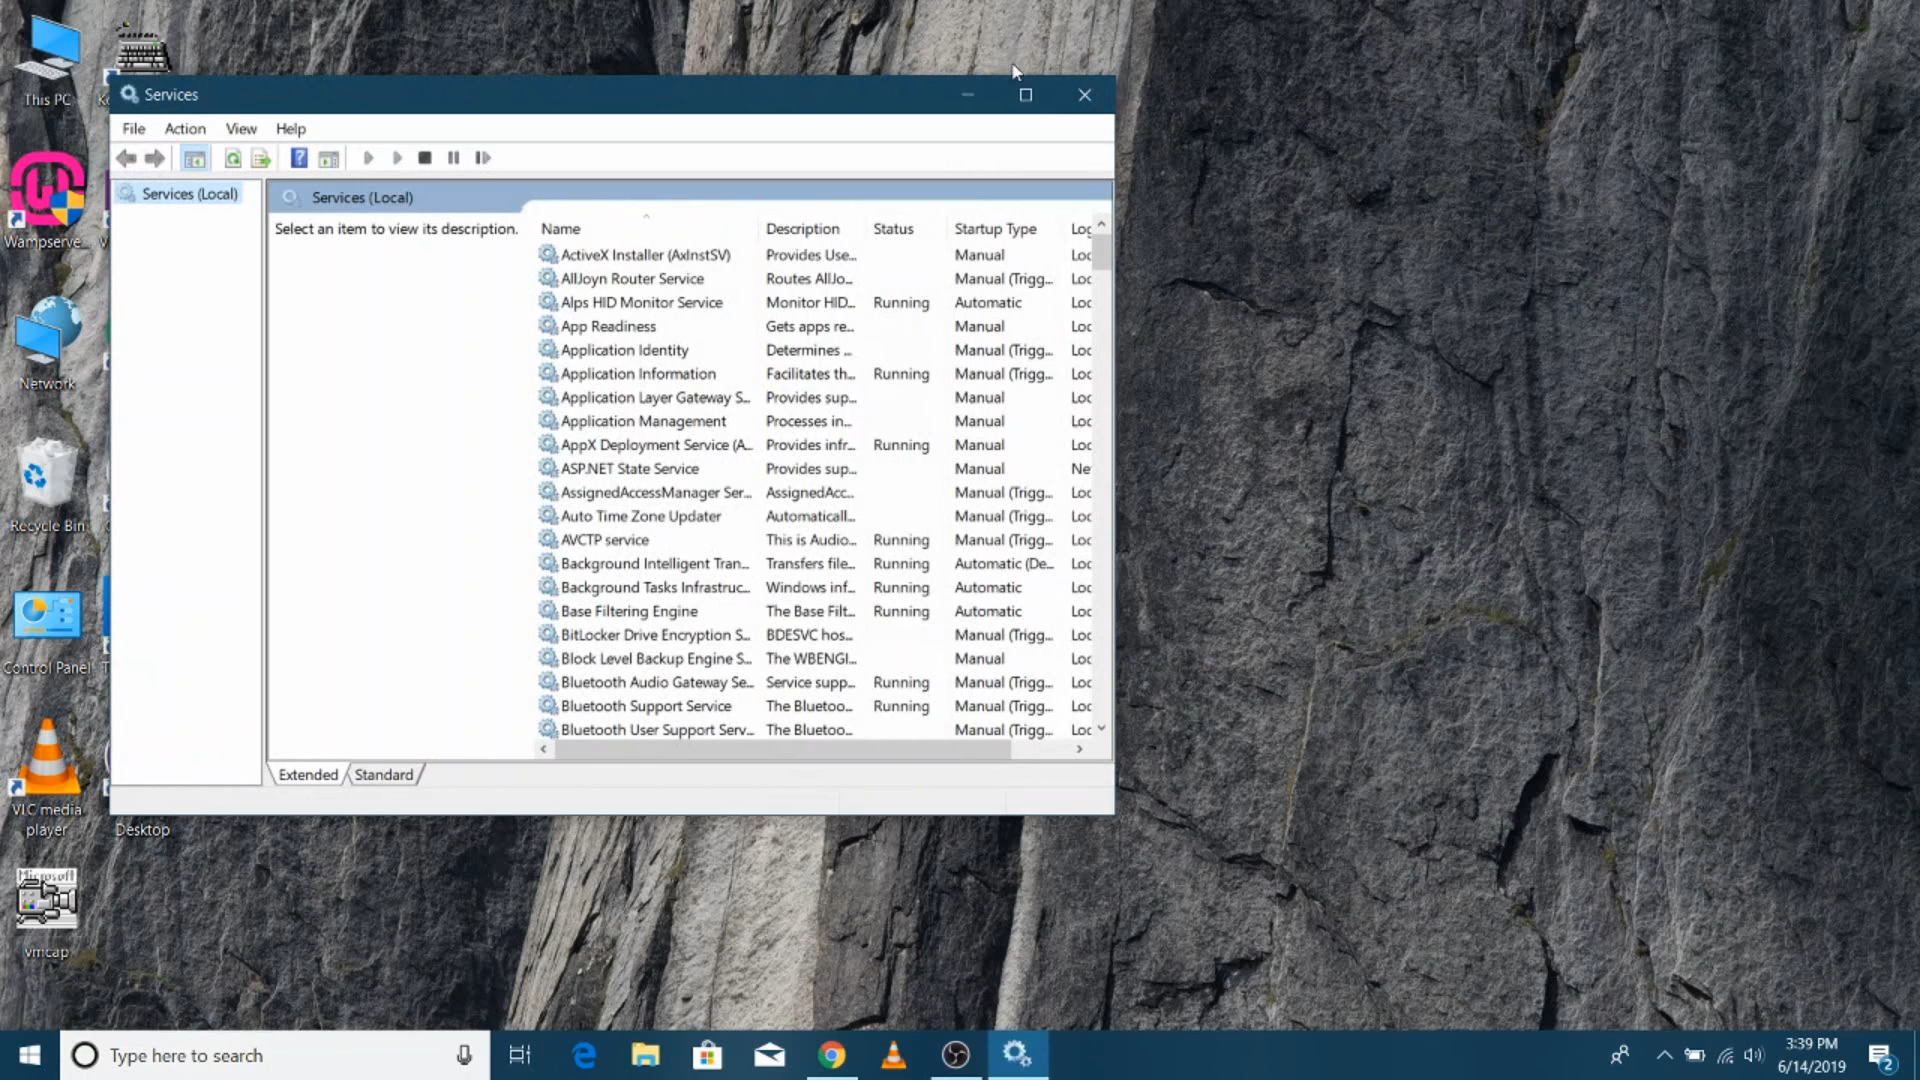 This PC
Services
File Action View Help
Services (Local)
Services (Local)
Select an item to view its description.
Name Description Status Startup Type Log
ActiveX Installer (AxInstSV) Provides Use... Manual Loc
AllJoyn Router Service Routes AllJo... Manual (Trigg... Loc
Alps HID Monitor Service Monitor HID... Running Automatic Loc
App Readiness Gets apps re... Manual Loc
Application Identity Determines ... Manual (Trigg... Loc
Application Information Facilitates th... Running Manual (Trigg... Loc
Application Layer Gateway S... Provides sup... Manual Loc
Application Management Processes in... Manual Loc
AppX Deployment Service (A... Provides infr... Running Manual Loc
ASP.NET State Service Provides sup... Manual Ne
AssignedAccessManager Ser... AssignedAcc... Manual (Trigg... Loc
Auto Time Zone Updater Automaticall... Manual (Trigg... Loc
AVCTP service This is Audio... Running Manual (Trigg... Loc
Background Intelligent Tran... Transfers file... Running Automatic (De... Loc
Background Tasks Infrastruc... Windows inf... Running Automatic Loc
Base Filtering Engine The Base Filt... Running Automatic Loc
BitLocker Drive Encryption S... BDESVC hos... Manual (Trigg... Loc
Block Level Backup Engine S... The WBENGI... Manual Loc
Bluetooth Audio Gateway Se... Service supp... Running Manual (Trigg... Loc
Bluetooth Support Service The Bluetoo... Running Manual (Trigg... Loc
Bluetooth User Support Serv... The Bluetoo... Manual (Trigg... Loc
Extended Standard
Wampserve...
Network
Recycle Bin
Control Panel
VLC media
player
Desktop
Microsoft
vmcap
Type here to search
3:39 PM
6/14/2019
2